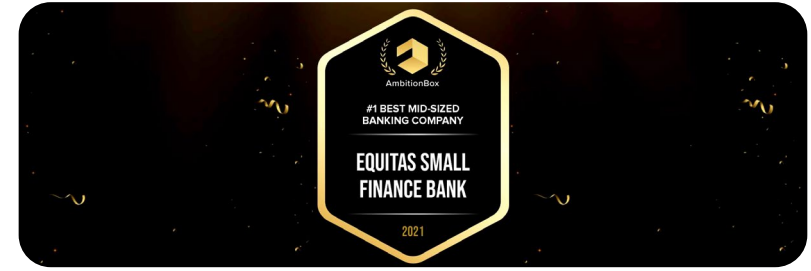 AmbitionBox
#1 BEST MID-SIZED
BANKING COMPANY
EQUITAS SMALL
FINANCE BANK
2021